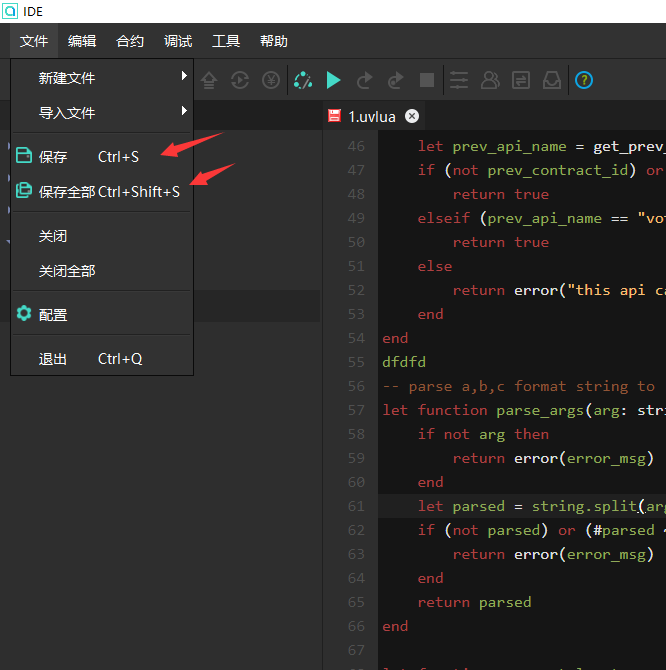 IDE
文件 编辑 合约 调试 工具 帮助
新建文件
导入文件
保存 Ctrl+S
保存全部 Ctrl+Shift+S
关闭
关闭全部
配置
退出 Ctrl+Q
1.uvlua
46 let prev_api_name = get_prev_
47 if (not prev_contract_id) or
48 return true
49 elseif (prev_api_name == "vo
50 return true
51 else
52 return error("this api ca
53 end
54 end
55 dfdfd
56 -- parse a,b,c format string to
57 let function parse_args(arg: stri
58 if not arg then
59 return error(error_msg)
60 end
61 let parsed = string.split(arg
62 if (not parsed) or (#parsed ~
63 return error(error_msg)
64 end
65 return parsed
66 end
67